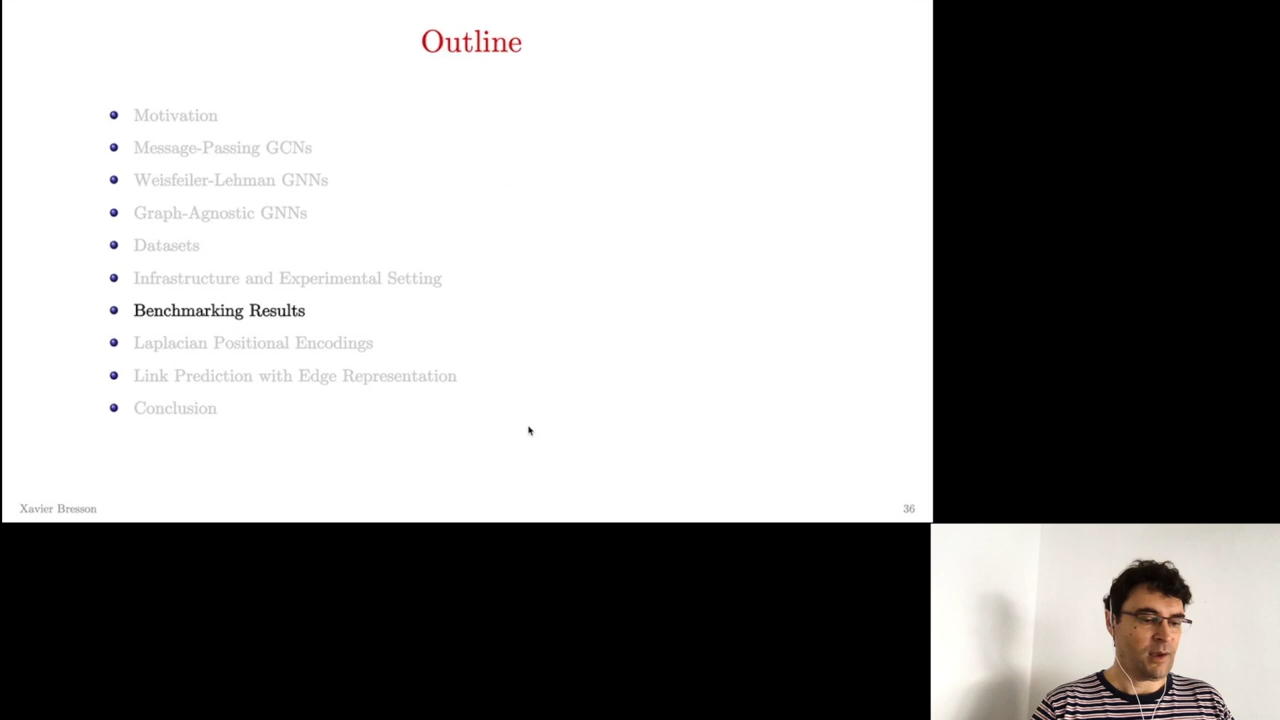 Outline
Motivation
Message-Passing GCNs
Weisfeiler-Lehman GNNs
Graph-Agnostic GNNs
Datasets
Infrastructure and Experimental Setting
Benchmarking Results
Laplacian Positional Encodings
Link Prediction with Edge Representation
Conclusion
Xavier Bresson
36